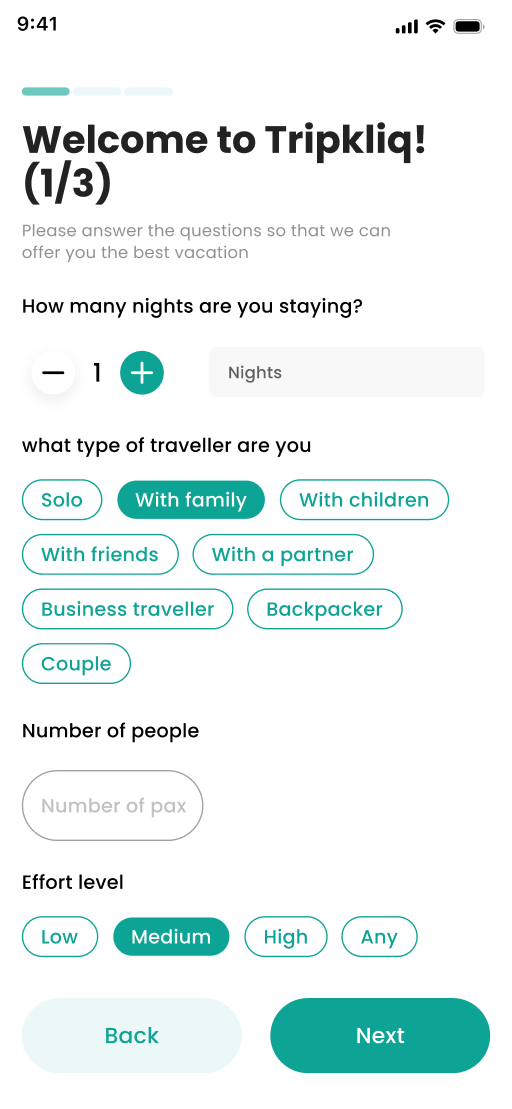 9:41
Welcome to Tripkliq!
(1/3)
Please answer the questions so that we can
offer you the best vacation
How many nights are you staying?
1 Nights
what type of traveller are you
Solo With family With children
With friends With a partner
Business traveller Backpacker
Couple
Number of people
Number of pax
Effort level
Low Medium High Any
Back Next